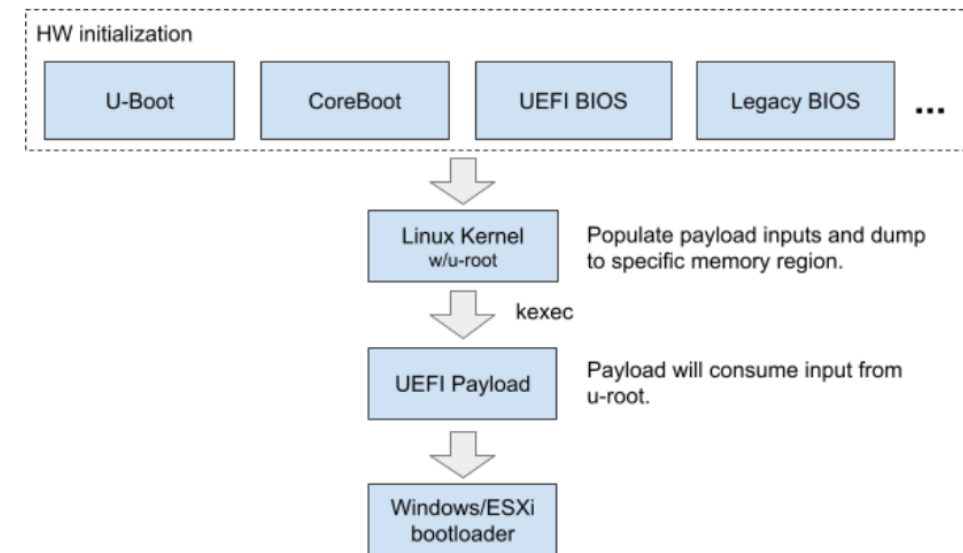 HW initialization
U-Boot
CoreBoot
UEFI BIOS
Legacy BIOS
...
Linux Kernel
w/u-root
Populate payload inputs and dump
to specific memory region.
kexec
UEFI Payload
Payload will consume input from
u-root.
Windows/ESXi
bootloader